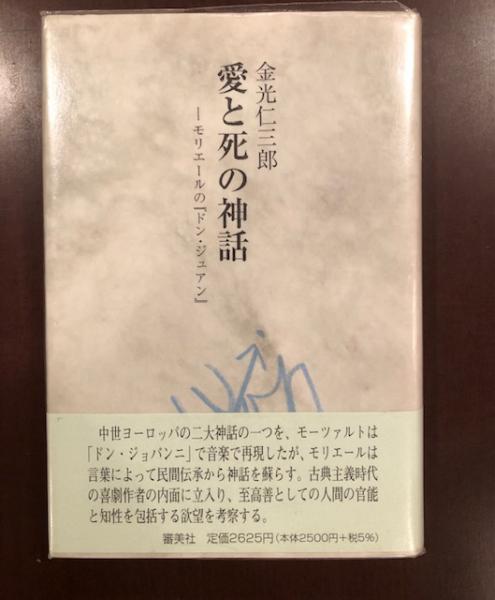 金光仁三郎
愛と死の神話
―モリエールの『ドン・ジュアン』
中世ヨーロッパの二大神話の一つを、モーツァルトは
「ドン・ジョバンニ」で音楽で再現したが、モリエールは
言葉によって民間伝承から神話を蘇らす。古典主義時代
の喜劇作者の内面に立入り、至高善としての人間の官能
と知性を包括する欲望を考察する。
審美社 定価2625円(本体2500円+税5%)